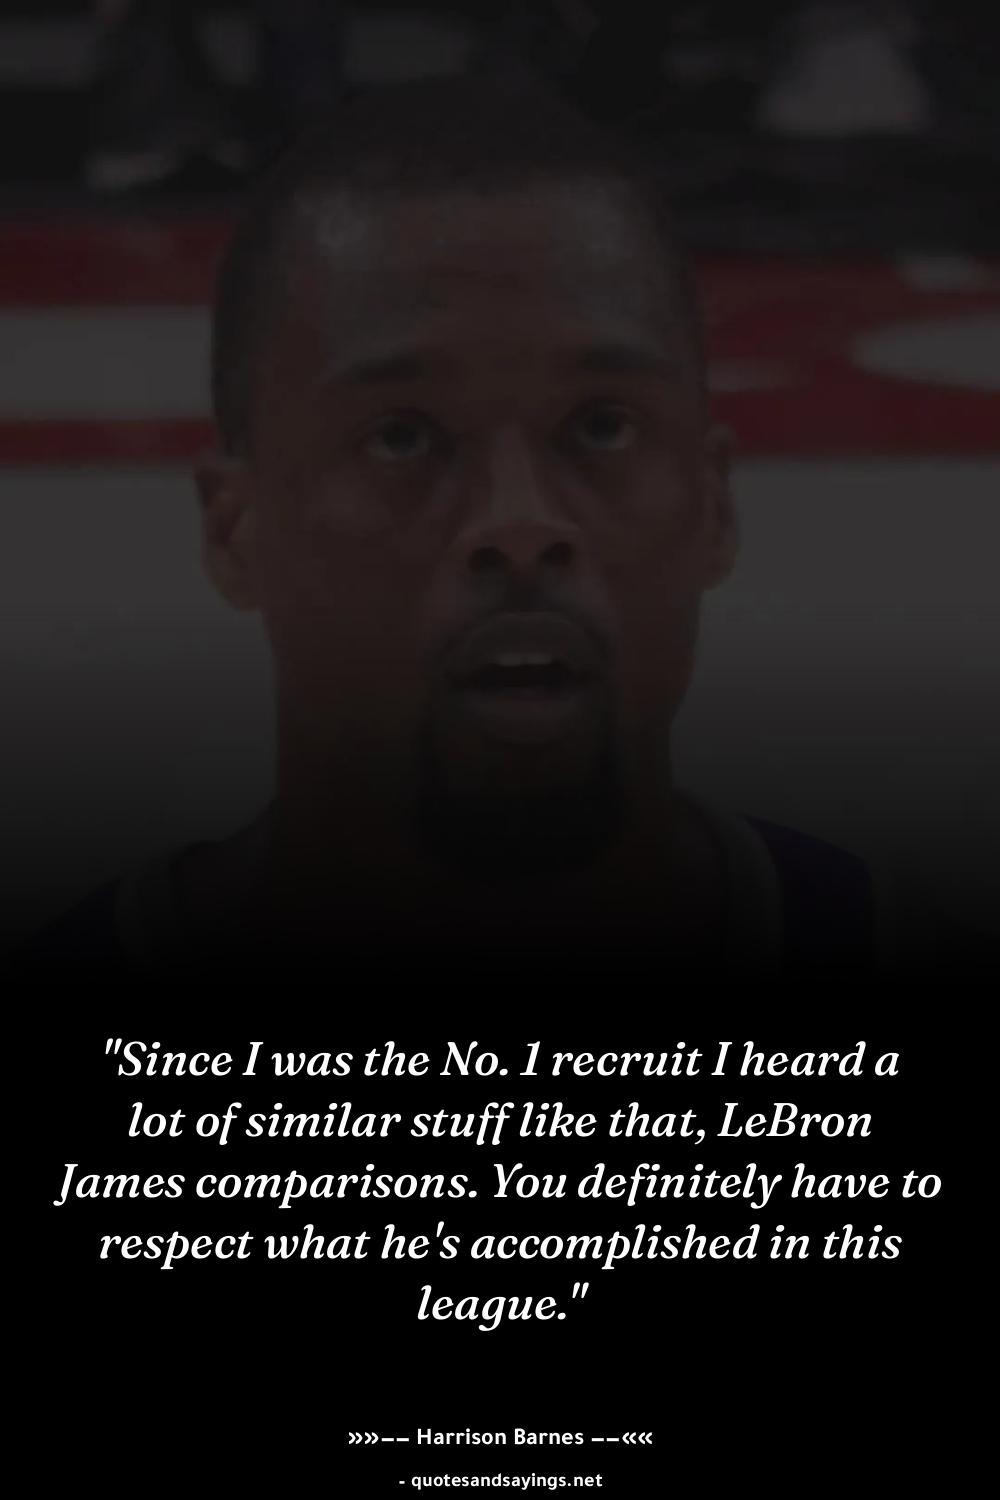 "Since I was the No. 1 recruit I heard a
lot of similar stuff like that, LeBron
James comparisons. You definitely have to
respect what he's accomplished in this
league."
»»−− Harrison Barnes −−««
- quotesandsayings.net